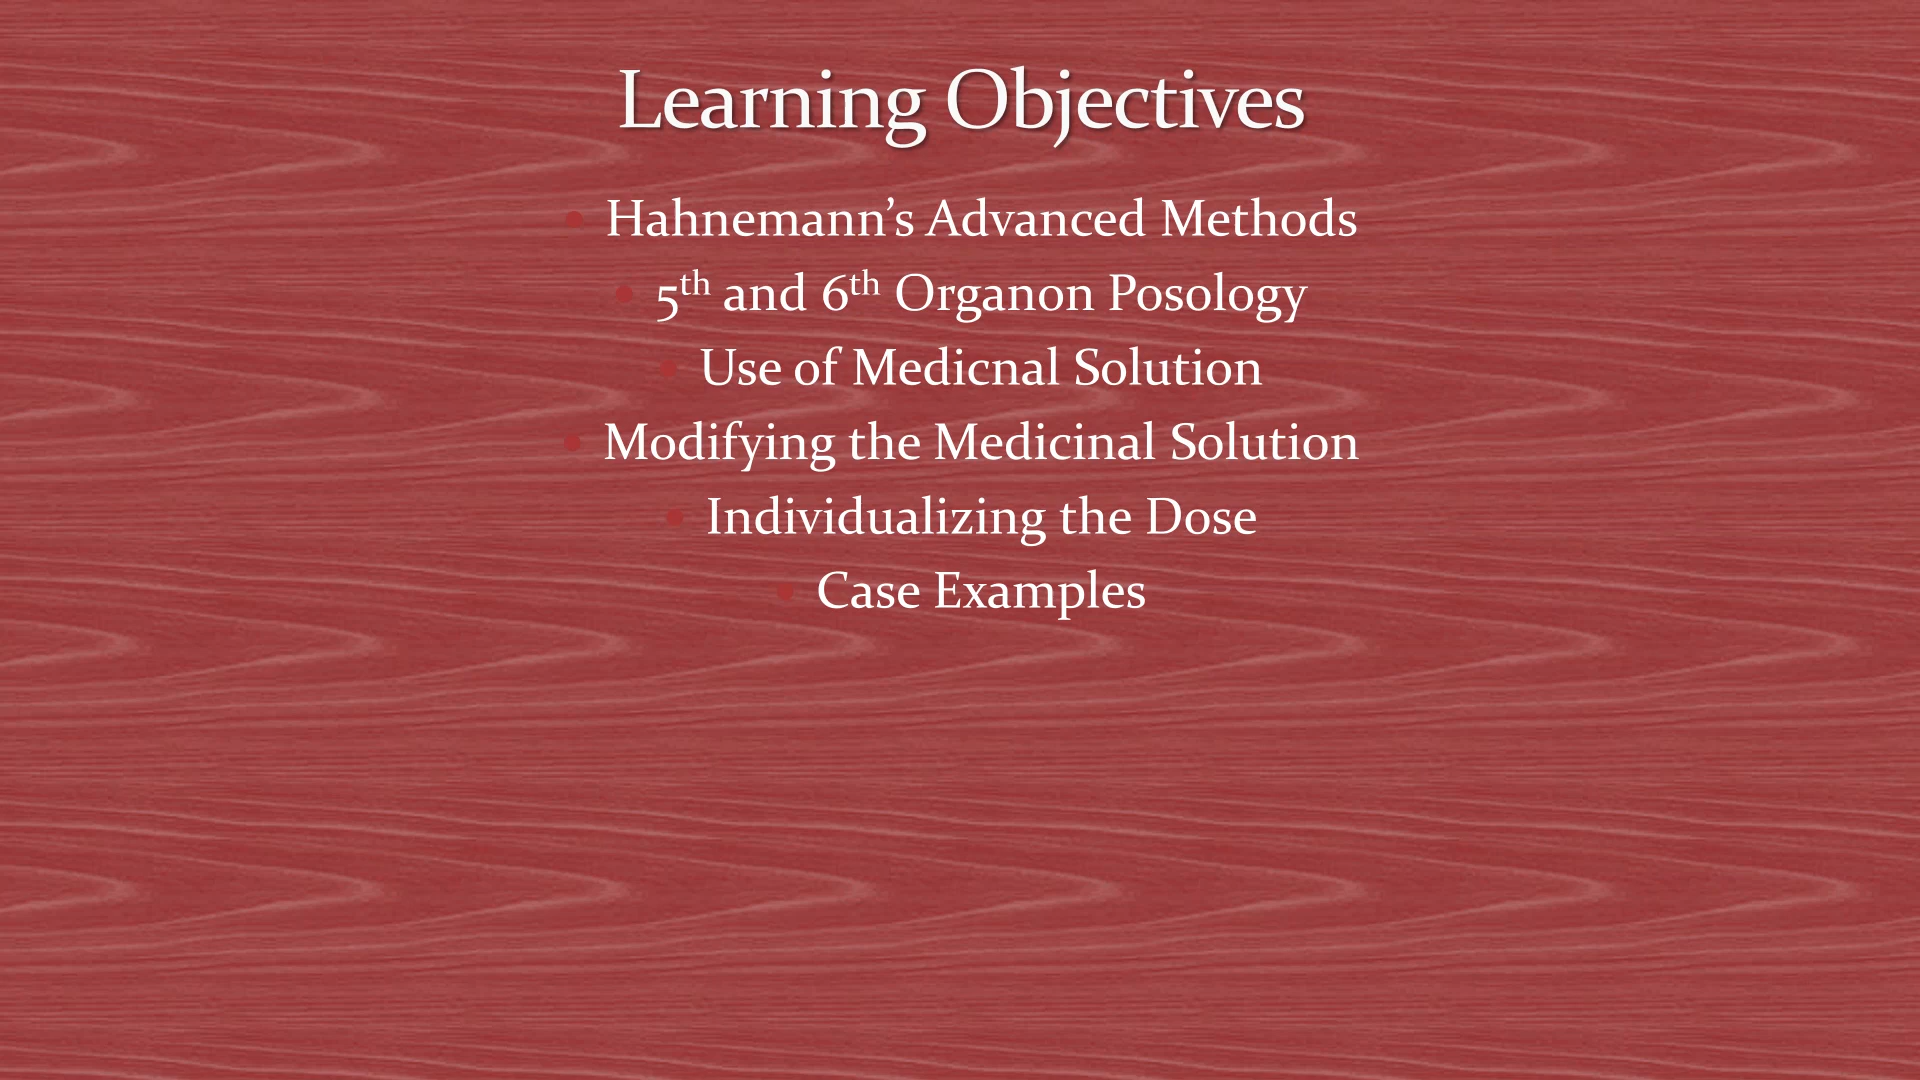 Learning Objectives
• Hahnemann’s Advanced Methods
• 5th and 6th Organon Posology
• Use of Medicnal Solution
• Modifying the Medicinal Solution
• Individualizing the Dose
• Case Examples